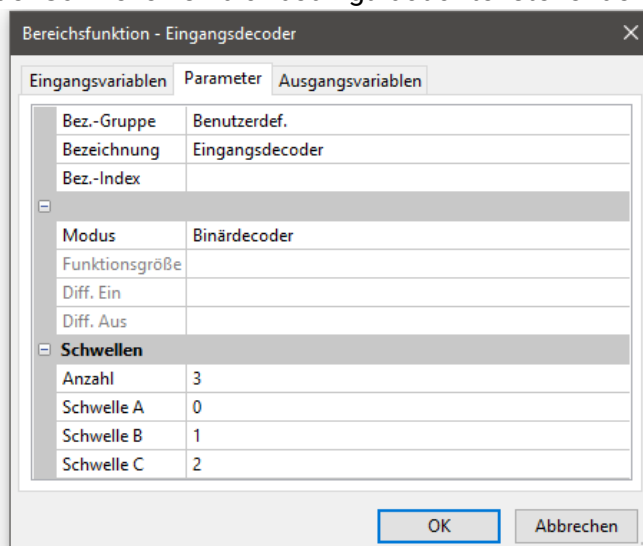 Bereichsfunktion - Eingangsdecoder
Eingangsvariablen Parameter Ausgangsvariablen
Bez.-Gruppe Benutzerdef.
Bezeichnung Eingangsdecoder
Bez.-Index
Modus Binärdecoder
Funktionsgröße
Diff. Ein
Diff. Aus
Schwellen
Anzahl 3
Schwelle A 0
Schwelle B 1
Schwelle C 2
OK Abbrechen